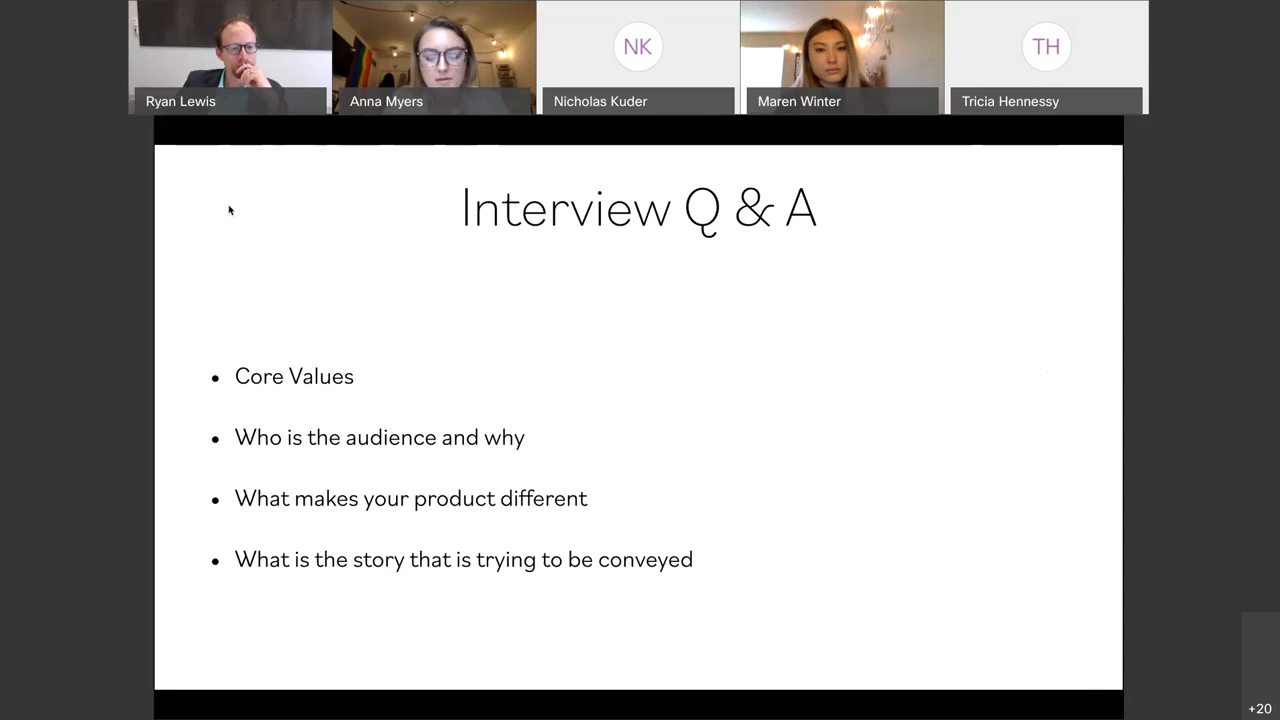 Ryan Lewis
Anna Myers
NK
Nicholas Kuder
Maren Winter
TH
Tricia Hennessy
Interview Q & A
• Core Values
• Who is the audience and why
• What makes your product different
• What is the story that is trying to be conveyed
+20